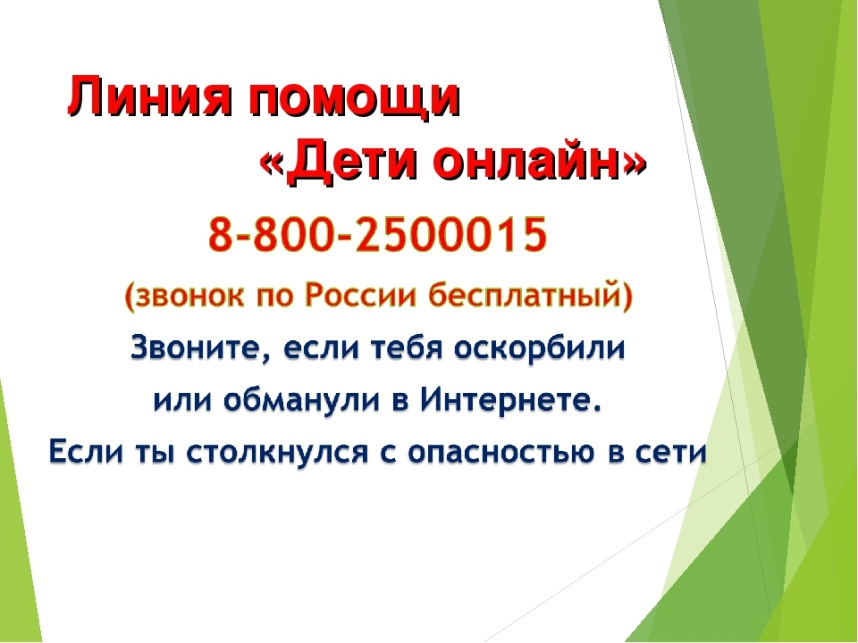 Линия помощи
«Дети онлайн»
8-800-2500015
(звонок по России бесплатный)
Звоните, если тебя оскорбили
или обманули в Интернете.
Если ты столкнулся с опасностью в сети